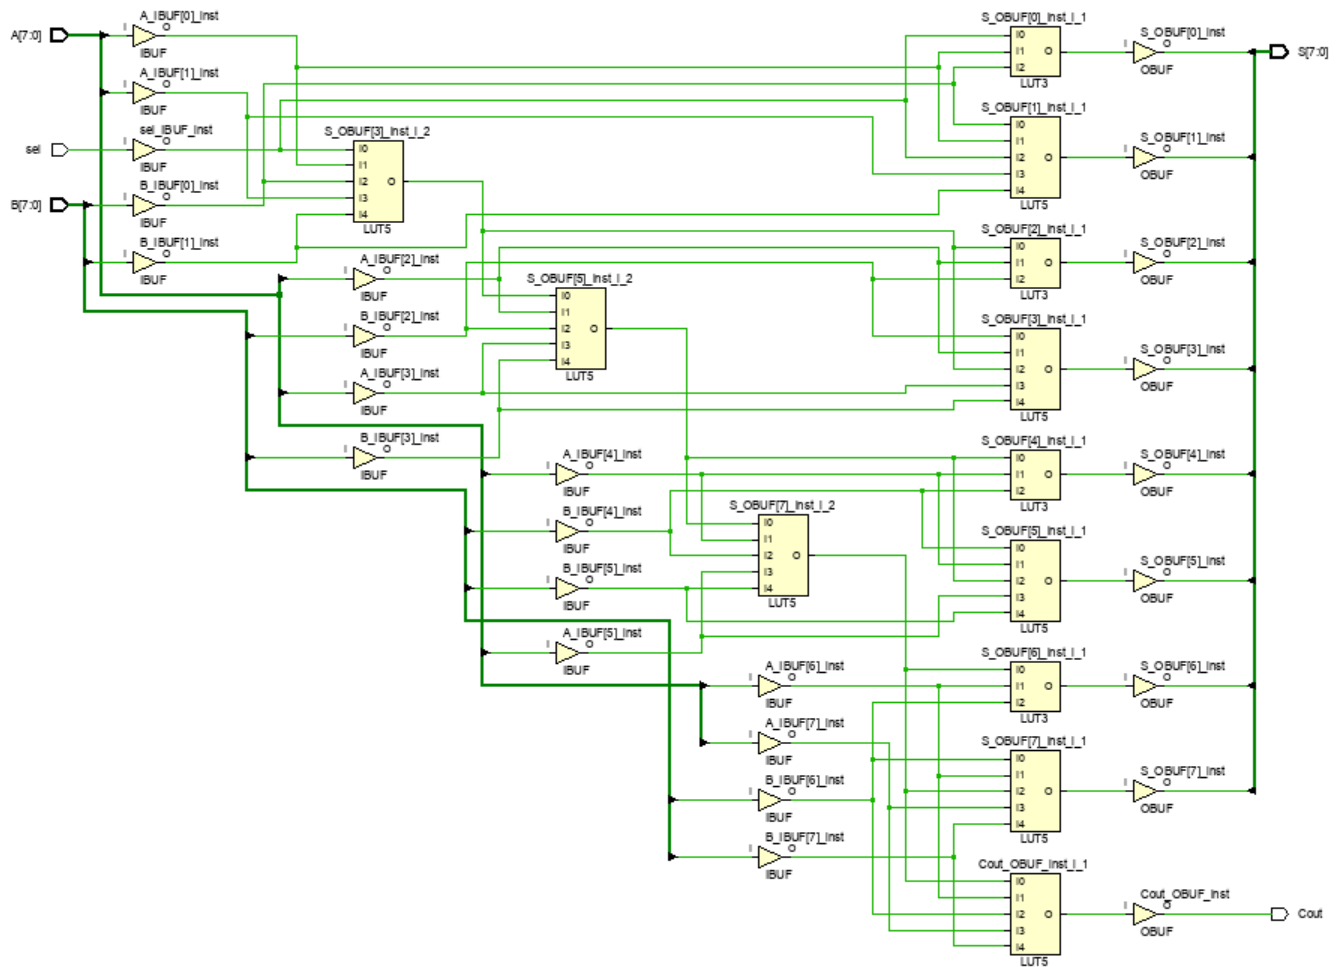 A[7:0]
A_IBUF[0]_inst
I
O
IBUF
A_IBUF[1]_inst
I
O
IBUF
sel
sel_IBUF_inst
I
O
IBUF
B[7:0]
B_IBUF[0]_inst
I
O
IBUF
B_IBUF[1]_inst
I
O
IBUF
S_OBUF[3]_inst_i_2
I0
I1
I2
O
I3
I4
LUT5
A_IBUF[2]_inst
I
O
IBUF
B_IBUF[2]_inst
I
O
IBUF
A_IBUF[3]_inst
I
O
IBUF
B_IBUF[3]_inst
I
O
IBUF
S_OBUF[5]_inst_i_2
I0
I1
I2
O
I3
I4
LUT5
A_IBUF[4]_inst
I
O
IBUF
B_IBUF[4]_inst
I
O
IBUF
B_IBUF[5]_inst
I
O
IBUF
A_IBUF[5]_inst
I
O
IBUF
S_OBUF[7]_inst_i_2
I0
I1
I2
O
I3
I4
LUT5
A_IBUF[6]_inst
I
O
IBUF
A_IBUF[7]_inst
I
O
IBUF
B_IBUF[6]_inst
I
O
IBUF
B_IBUF[7]_inst
I
O
IBUF
S_OBUF[0]_inst_i_1
I0
I1
O
I2
LUT3
S_OBUF[1]_inst_i_1
I0
I1
I2
O
I3
I4
LUT5
S_OBUF[2]_inst_i_1
I0
I1
O
I2
LUT3
S_OBUF[3]_inst_i_1
I0
I1
I2
O
I3
I4
LUT5
S_OBUF[4]_inst_i_1
I0
I1
O
I2
LUT3
S_OBUF[5]_inst_i_1
I0
I1
I2
O
I3
I4
LUT5
S_OBUF[6]_inst_i_1
I0
I1
O
I2
LUT3
S_OBUF[7]_inst_i_1
I0
I1
I2
O
I3
I4
LUT5
Cout_OBUF_inst_i_1
I0
I1
I2
O
I3
I4
LUT5
S_OBUF[0]_inst
I
O
OBUF
S_OBUF[1]_inst
I
O
OBUF
S_OBUF[2]_inst
I
O
OBUF
S_OBUF[3]_inst
I
O
OBUF
S_OBUF[4]_inst
I
O
OBUF
S_OBUF[5]_inst
I
O
OBUF
S_OBUF[6]_inst
I
O
OBUF
S_OBUF[7]_inst
I
O
OBUF
Cout_OBUF_inst
I
O
OBUF
S[7:0]
Cout